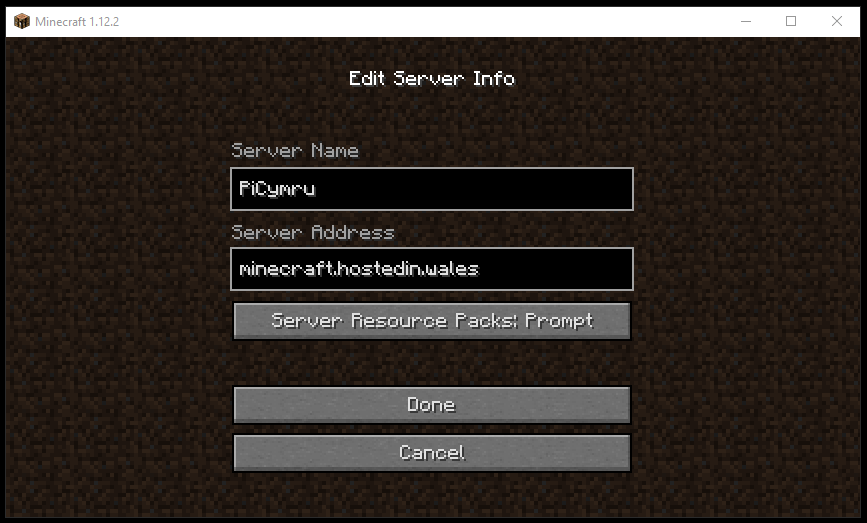 Minecraft 1.12.2
Edit Server Info
Server Name
PiCymru
Server Address
minecraft.hostedin.wales
Server Resource Packs: Prompt
Done
Cancel